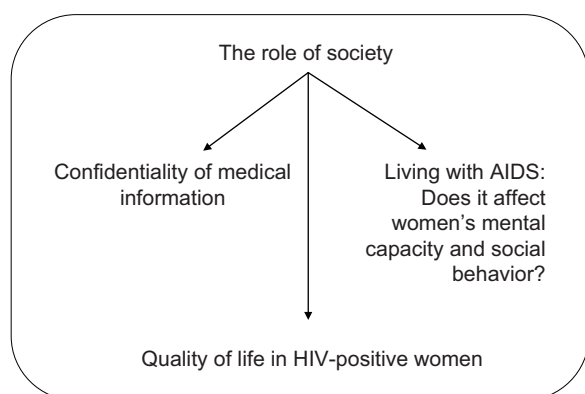 The role of society
Confidentiality of medical
information
Living with AIDS:
Does it affect
women’s mental
capacity and social
behavior?
Quality of life in HIV-positive women